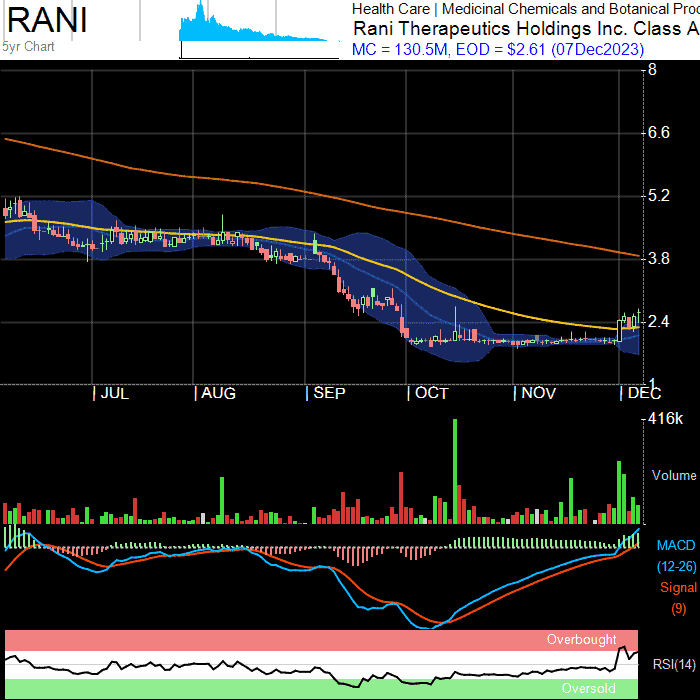 RANI
5yr Chart
Health Care | Medicinal Chemicals and Botanical Proc
Rani Therapeutics Holdings Inc. Class A
MC = 130.5M, EOD = $2.61 (07Dec2023)
8
6.6
5.2
3.8
2.4
1
| JUL | AUG | SEP | OCT | NOV | DEC
416k
Volume
MACD
(12-26)
Signal
(9)
Overbought
RSI(14)
Oversold